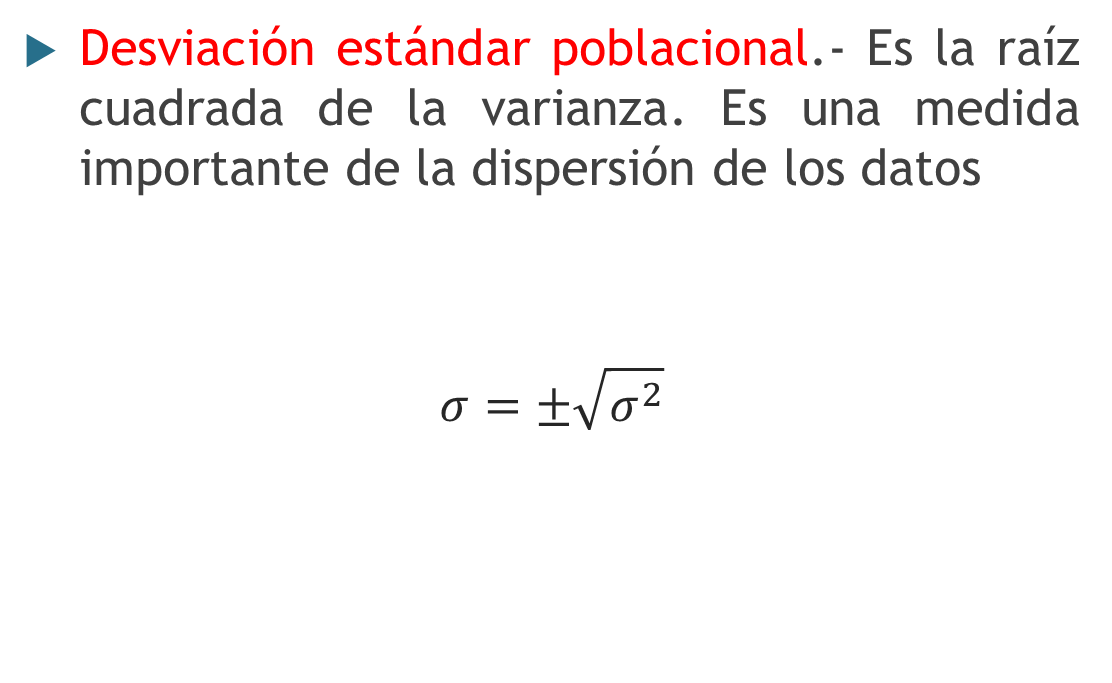 Desviación estándar poblacional.- Es la raíz
cuadrada de la varianza. Es una medida
importante de la dispersión de los datos
σ = ±√σ²